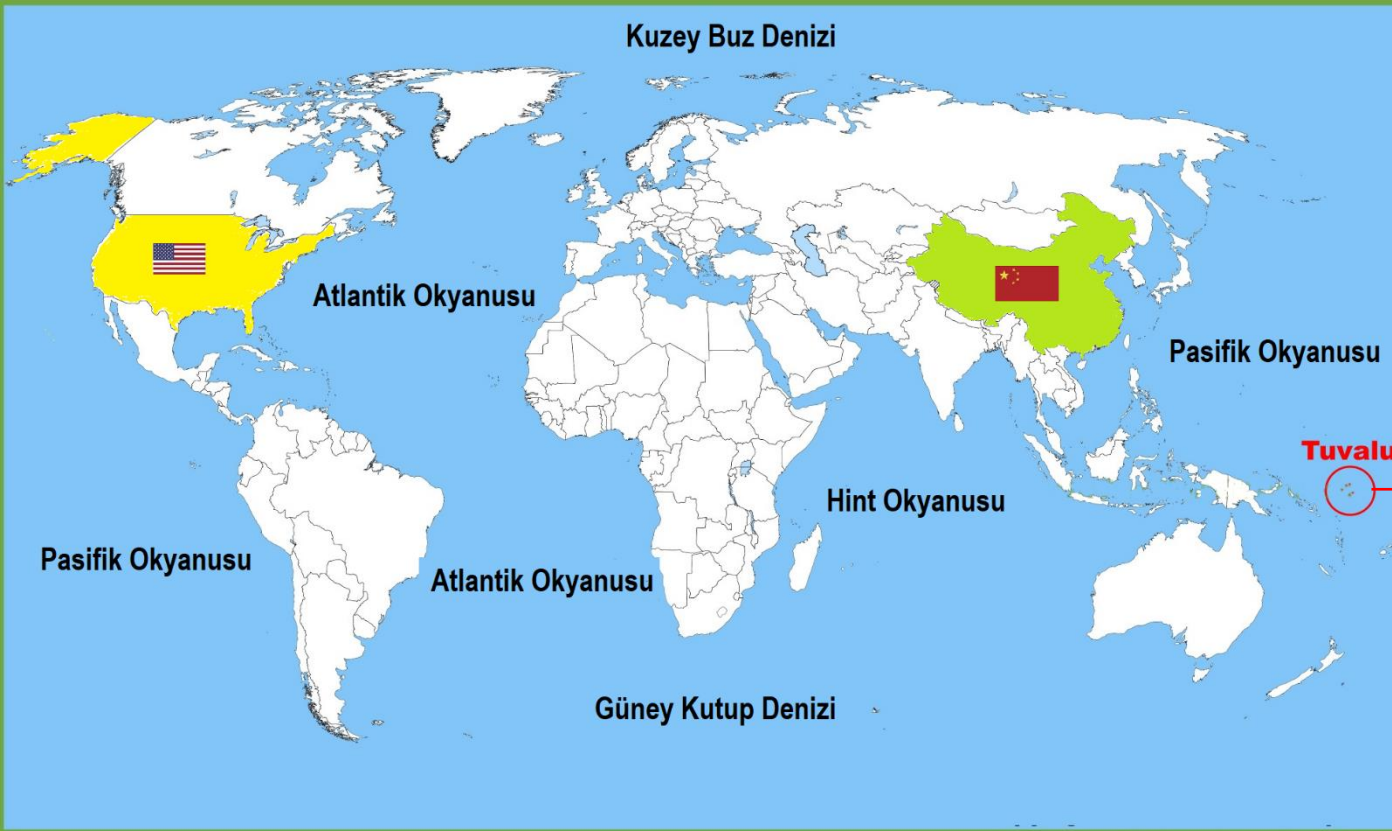 Kuzey Buz Denizi
Atlantik Okyanusu
Pasifik Okyanusu
Tuvalu
Hint Okyanusu
Pasifik Okyanusu
Atlantik Okyanusu
Güney Kutup Denizi